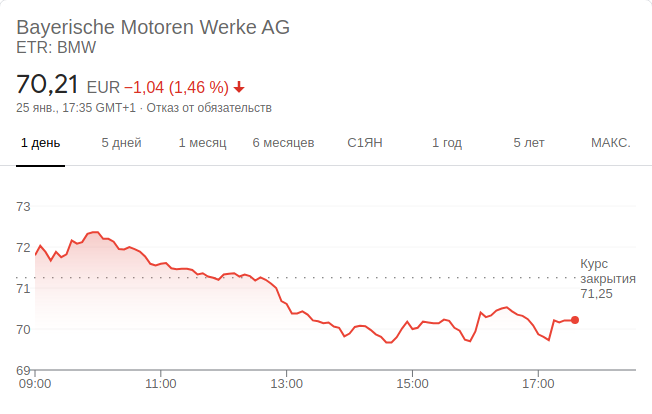 Bayerische Motoren Werke AG
ETR: BMW
70,21 EUR −1,04 (1,46 %)
25 янв., 17:35 GMT+1 · Отказ от обязательств
1 день 5 дней 1 месяц 6 месяцев С1ЯН 1 год 5 лет МАКС.
73
72
71
70
69
Курс
закрытия
71,25
09:00 11:00 13:00 15:00 17:00